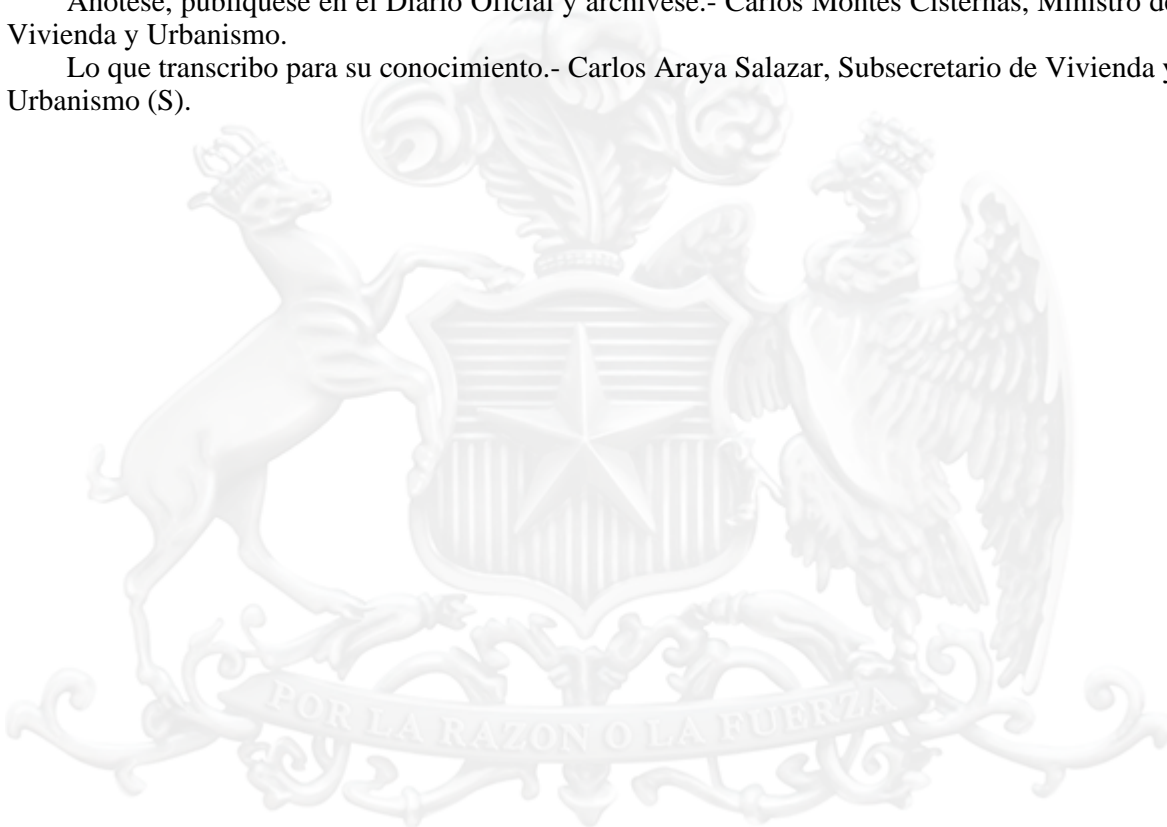 Anótese, publíquese en el Diario Oficial y archívese.- Carlos Montes Cisternas, Ministro de
Vivienda y Urbanismo.
Lo que transcribo para su conocimiento.- Carlos Araya Salazar, Subsecretario de Vivienda y
Urbanismo (S).
POR LA RAZON O LA FUERZA